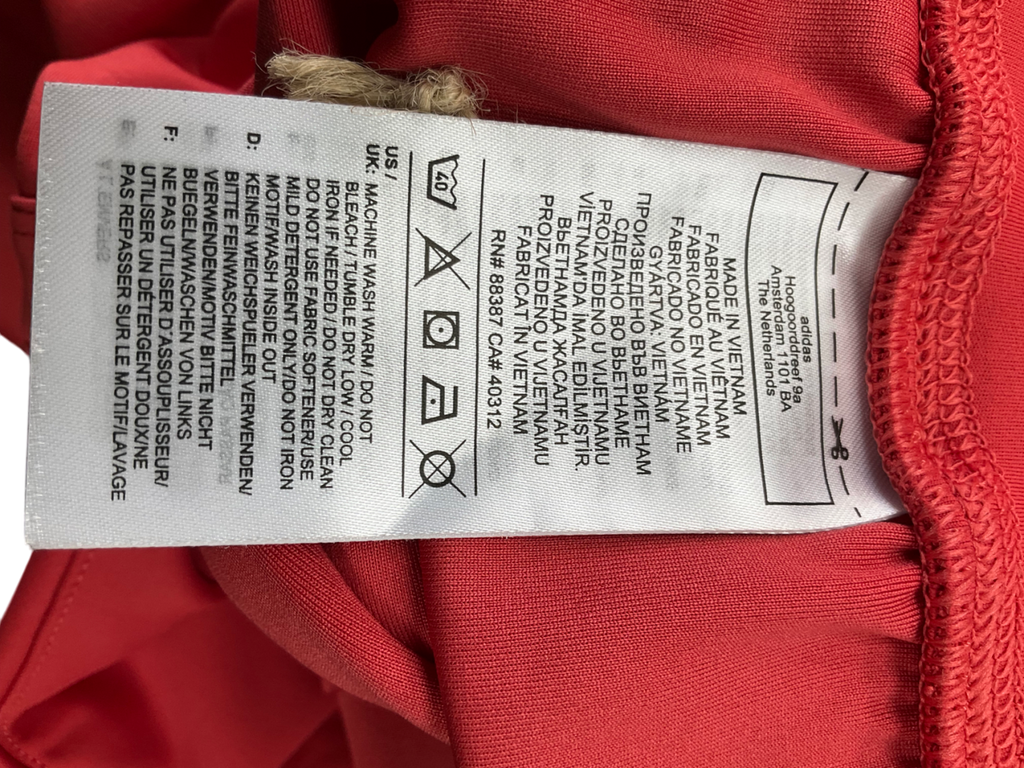 adidas
Hoogoorddreef 9a
Amsterdam 1101 BA
The Netherlands
MADE IN VIETNAM
FABRIQUÉ AU VIÊTNAM
FABRICADO EN VIETNAM
FABRICADO NO VIETNAME
GYÁRTVA: VIETNÁM
ПРОИЗВЕДЕНО ВЪВ ВИЕТНАМ
СДЕЛАНО ВО ВЬЕТНАМЕ
PROIZVEDENO U VIJETNAMU
VİETNAM'DA İMAL EDİLMİŞTİR.
ВЬЕТНАМДА ЖАСАЛҒАН
PROIZVEDENO U VIJETNAMU
FABRICAT ÎN VIETNAM
RN# 88387 CA# 40312
40
US /
UK: MACHINE WASH WARM / DO NOT
BLEACH / TUMBLE DRY LOW / COOL
IRON IF NEEDED / DO NOT DRY CLEAN
DO NOT USE FABRIC SOFTENER/USE
MILD DETERGENT ONLY/DO NOT IRON
MOTIF/WASH INSIDE OUT
D: KEINEN WEICHSPUELER VERWENDEN/
BITTE FEINWASCHMITTEL
VERWENDEN/MOTIV BITTE NICHT
BUEGELN/WASCHEN VON LINKS
F: NE PAS UTILISER D'ASSOUPLISSEUR/
UTILISER UN DÉTERGENT DOUX/NE
PAS REPASSER SUR LE MOTIF/LAVAGE